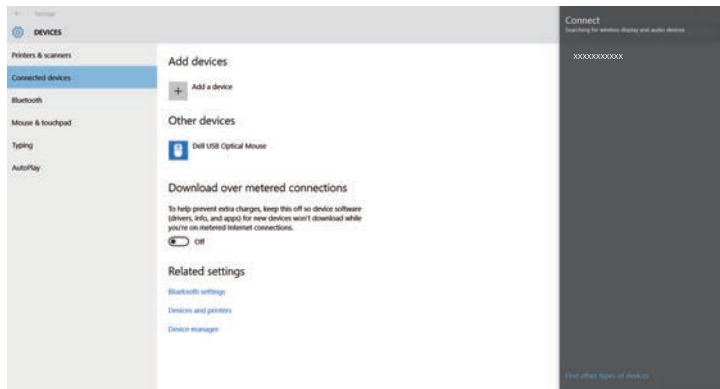 Settings
DEVICES
Printers & scanners
Connected devices
Bluetooth
Mouse & touchpad
Typing
AutoPlay
Add devices
Add a device
Other devices
Dell USB Optical Mouse
Download over metered connections
To help prevent extra charges, keep this off so device software
(drivers, info, and apps) for new devices won't download while
you're on metered Internet connections.
Off
Related settings
Bluetooth settings
Devices and printers
Device manager
Connect
Searching for wireless display and audio devices
xxxxxxxxxxx
Find other types of devices